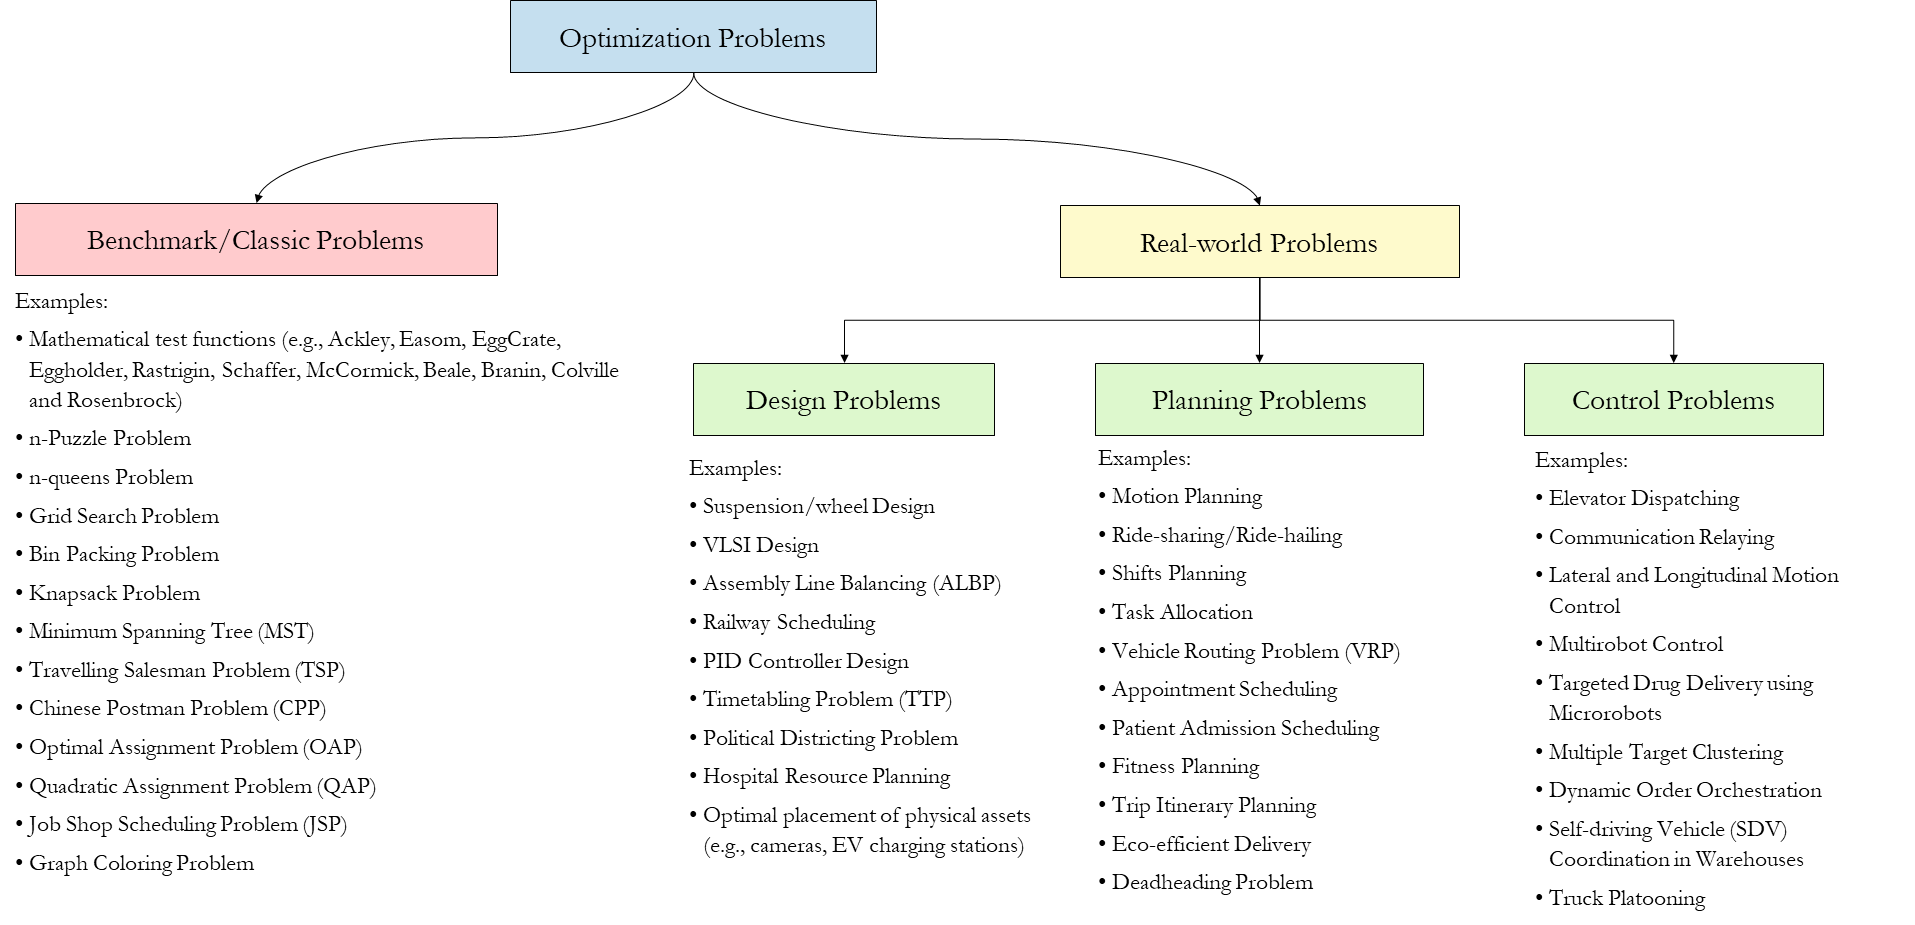 Optimization Problems
Benchmark/Classic Problems
Examples:
• Mathematical test functions (e.g., Ackley, Easom, EggCrate,
Eggholder, Rastrigin, Schaffer, McCormick, Beale, Branin, Colville
and Rosenbrock)
• n-Puzzle Problem
• n-queens Problem
• Grid Search Problem
• Bin Packing Problem
• Knapsack Problem
• Minimum Spanning Tree (MST)
• Travelling Salesman Problem (TSP)
• Chinese Postman Problem (CPP)
• Optimal Assignment Problem (OAP)
• Quadratic Assignment Problem (QAP)
• Job Shop Scheduling Problem (JSP)
• Graph Coloring Problem
Real-world Problems
Design Problems
Examples:
• Suspension/wheel Design
• VLSI Design
• Assembly Line Balancing (ALBP)
• Railway Scheduling
• PID Controller Design
• Timetabling Problem (TTP)
• Political Districting Problem
• Hospital Resource Planning
• Optimal placement of physical assets
(e.g., cameras, EV charging stations)
Planning Problems
Examples:
• Motion Planning
• Ride-sharing/Ride-hailing
• Shifts Planning
• Task Allocation
• Vehicle Routing Problem (VRP)
• Appointment Scheduling
• Patient Admission Scheduling
• Fitness Planning
• Trip Itinerary Planning
• Eco-efficient Delivery
• Deadheading Problem
Control Problems
Examples:
• Elevator Dispatching
• Communication Relaying
• Lateral and Longitudinal Motion
Control
• Multirobot Control
• Targeted Drug Delivery using
Microrobots
• Multiple Target Clustering
• Dynamic Order Orchestration
• Self-driving Vehicle (SDV)
Coordination in Warehouses
• Truck Platooning